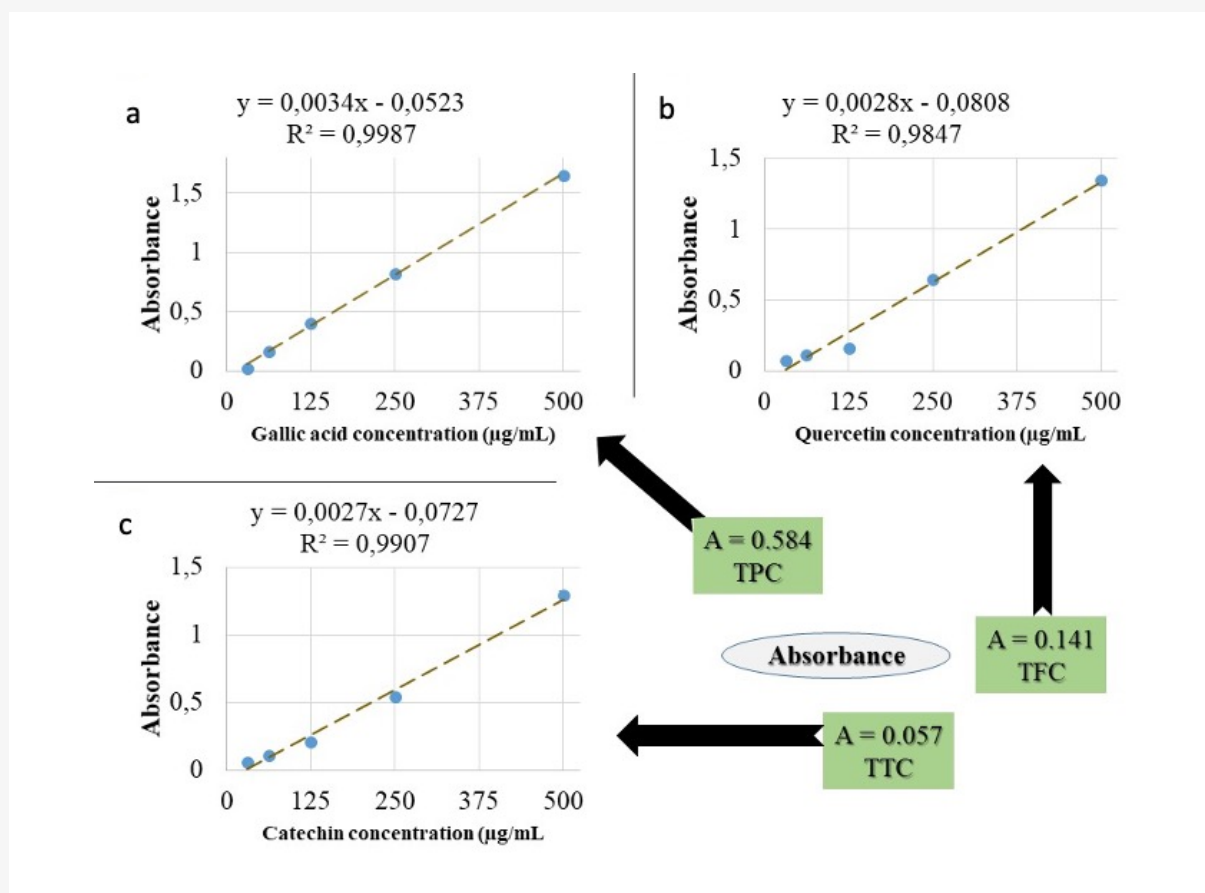 a
y = 0,0034x - 0,0523
R² = 0,9987
Absorbance
1,5
1
0,5
0
0 125 250 375 500
Gallic acid concentration (µg/mL)
b
y = 0,0028x - 0,0808
R² = 0,9847
Absorbance
1,5
1
0,5
0
0 125 250 375 500
Quercetin concentration (µg/mL
c
y = 0,0027x - 0,0727
R² = 0,9907
Absorbance
1,5
1
0,5
0
0 125 250 375 500
Catechin concentration (µg/mL
A = 0.584
TPC
Absorbance
A = 0.141
TFC
A = 0.057
TTC